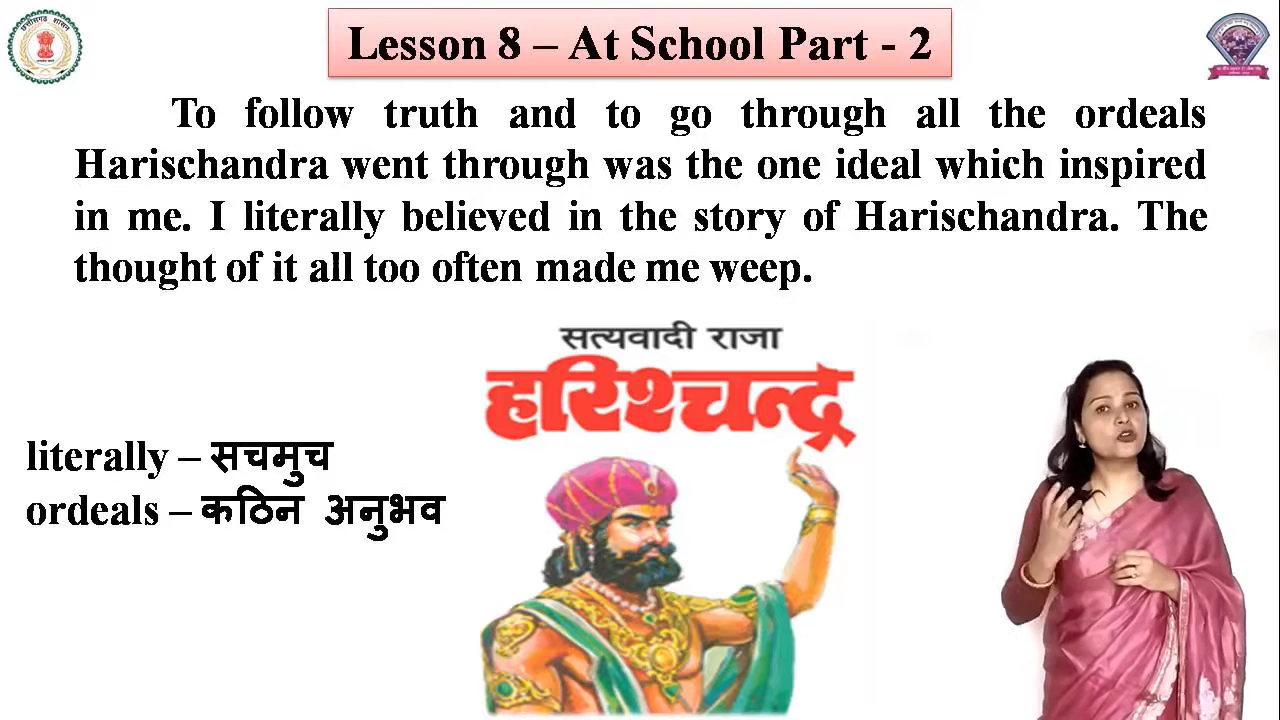 Lesson 8 – At School Part - 2
To follow truth and to go through all the ordeals
Harischandra went through was the one ideal which inspired
in me. I literally believed in the story of Harischandra. The
thought of it all too often made me weep.
सत्यवादी राजा
हरिश्चन्द्र
literally – सचमुच
ordeals – कठिन अनुभव